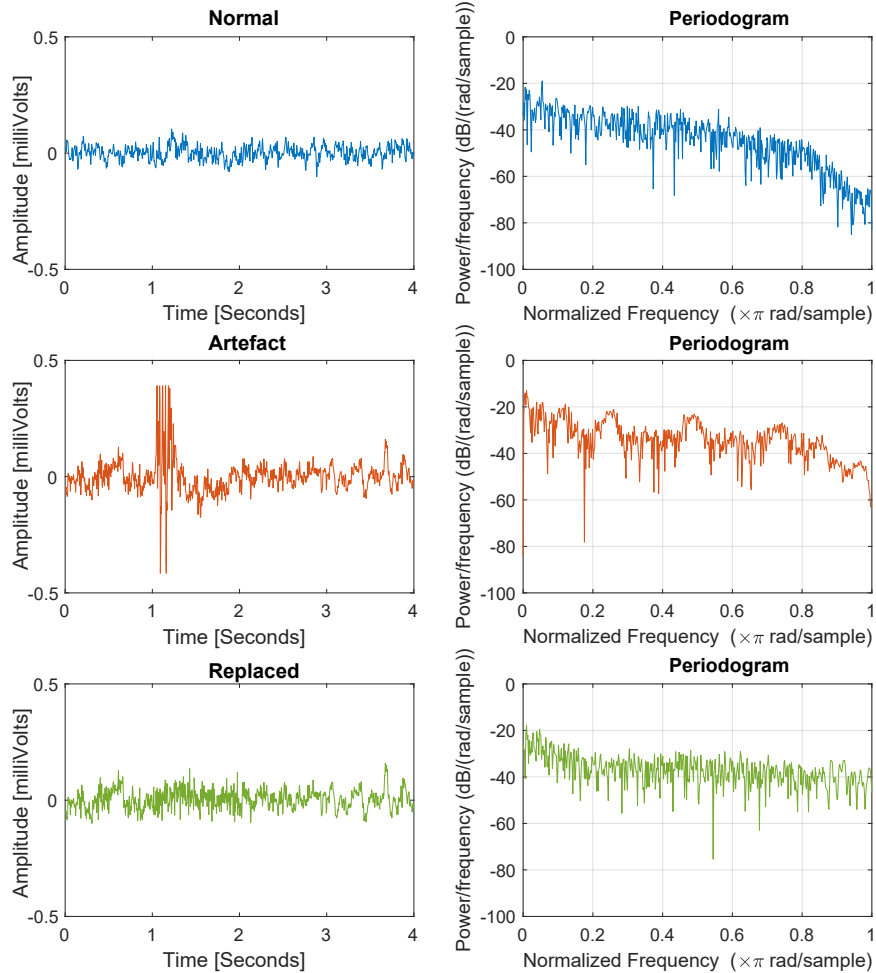 Normal
0.5
0
-0.5
0 1 2 3 4
Amplitude [milliVolts]
Time [Seconds]
Periodogram
0
-20
-40
-60
-80
-100
0 0.2 0.4 0.6 0.8 1
Power/frequency (dB/(rad/sample))
Normalized Frequency (×π rad/sample)
Artefact
0.5
0
-0.5
0 1 2 3 4
Amplitude [milliVolts]
Time [Seconds]
Periodogram
0
-20
-40
-60
-80
-100
0 0.2 0.4 0.6 0.8 1
Power/frequency (dB/(rad/sample))
Normalized Frequency (×π rad/sample)
Replaced
0.5
0
-0.5
0 1 2 3 4
Amplitude [milliVolts]
Time [Seconds]
Periodogram
0
-20
-40
-60
-80
-100
0 0.2 0.4 0.6 0.8 1
Power/frequency (dB/(rad/sample))
Normalized Frequency (×π rad/sample)